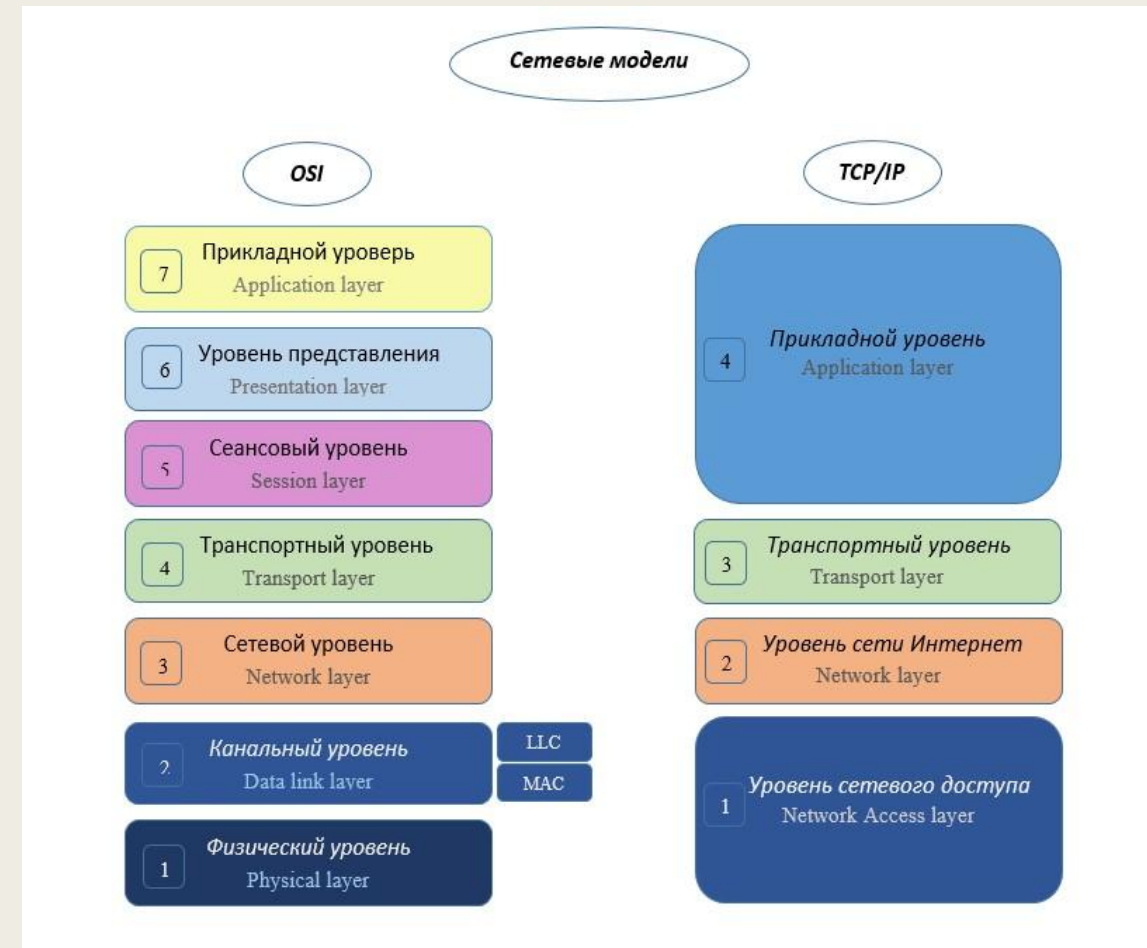 Сетевые модели
OSI
7
Прикладной уроверь
Application layer
6
Уровень представления
Presentation layer
5
Сеансовый уровень
Session layer
4
Транспортный уровень
Transport layer
3
Сетевой уровень
Network layer
2
Канальный уровень
Data link layer
LLC
MAC
1
Физический уровень
Physical layer
TCP/IP
4
Прикладной уровень
Application layer
3
Транспортный уровень
Transport layer
2
Уровень сети Интернет
Network layer
1
Уровень сетевого доступа
Network Access layer